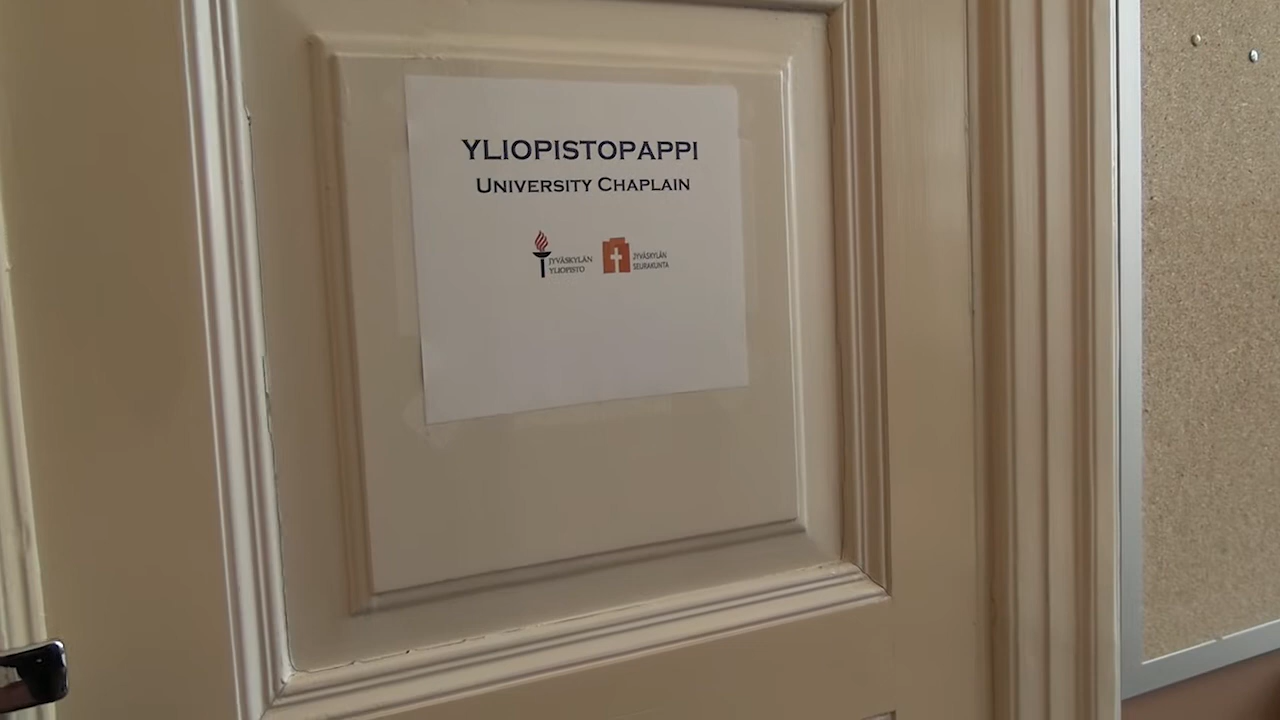 YLIOPISTOPAPPI
UNIVERSITY CHAPLAIN
JYVÄSKYLÄN
YLIOPISTO
JYVÄSKYLÄN
SEURAKUNTA